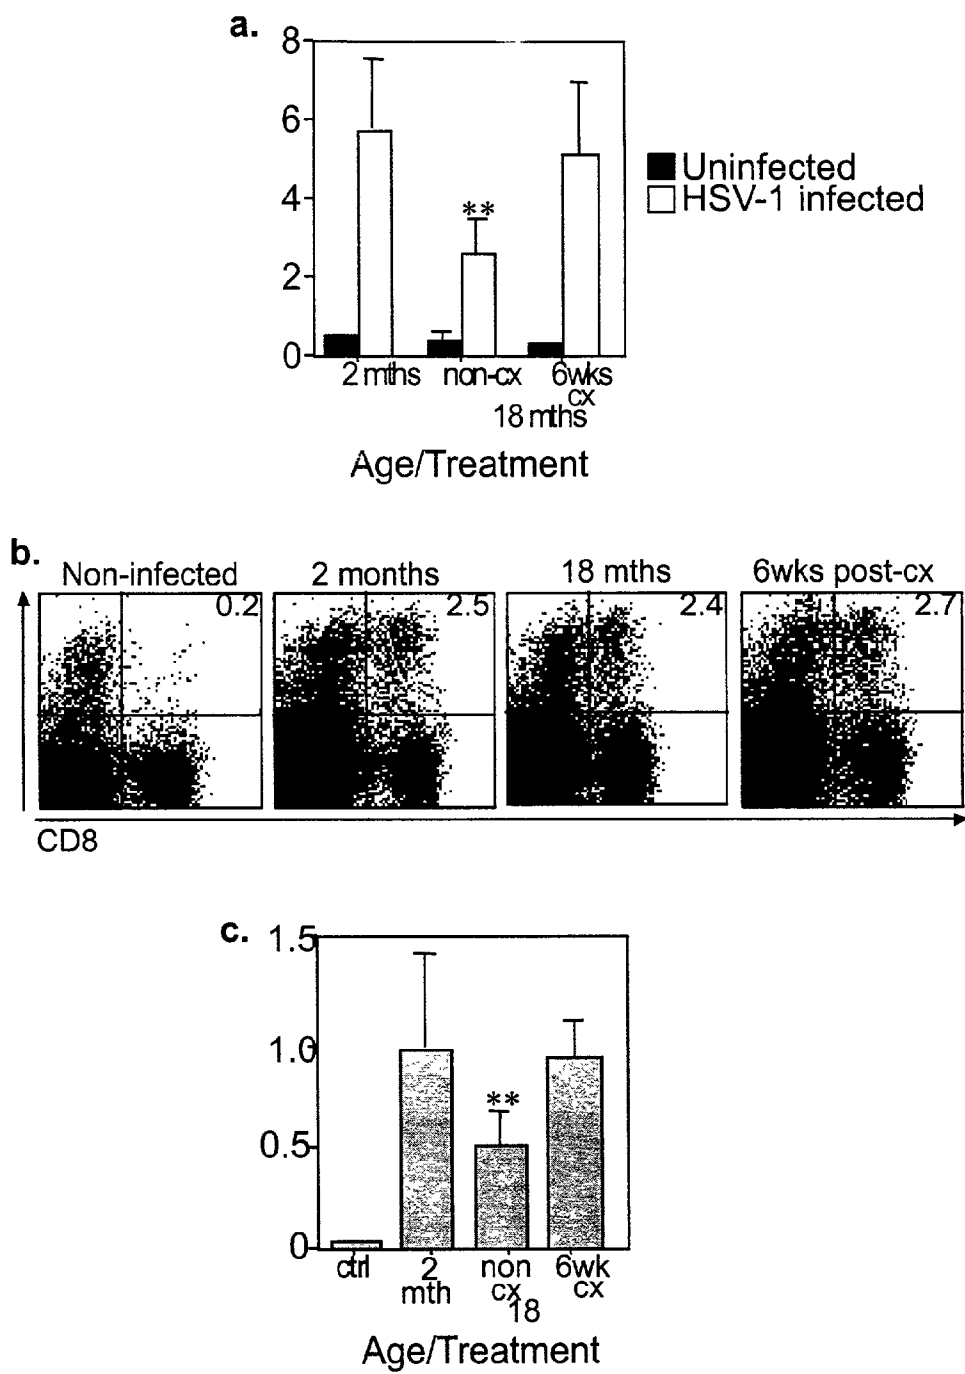 a.
8
6
4
2
0
**
Uninfected
HSV-1 infected
2 mths non-cx 6wks
cx
18 mths
Age/Treatment
b.
Non-infected 2 months 18 mths 6wks post-cx
0.2 2.5 2.4 2.7
CD8
c.
1.5
1.0
0.5
0
**
ctrl 2 non 6wk
mth cx cx
18
Age/Treatment